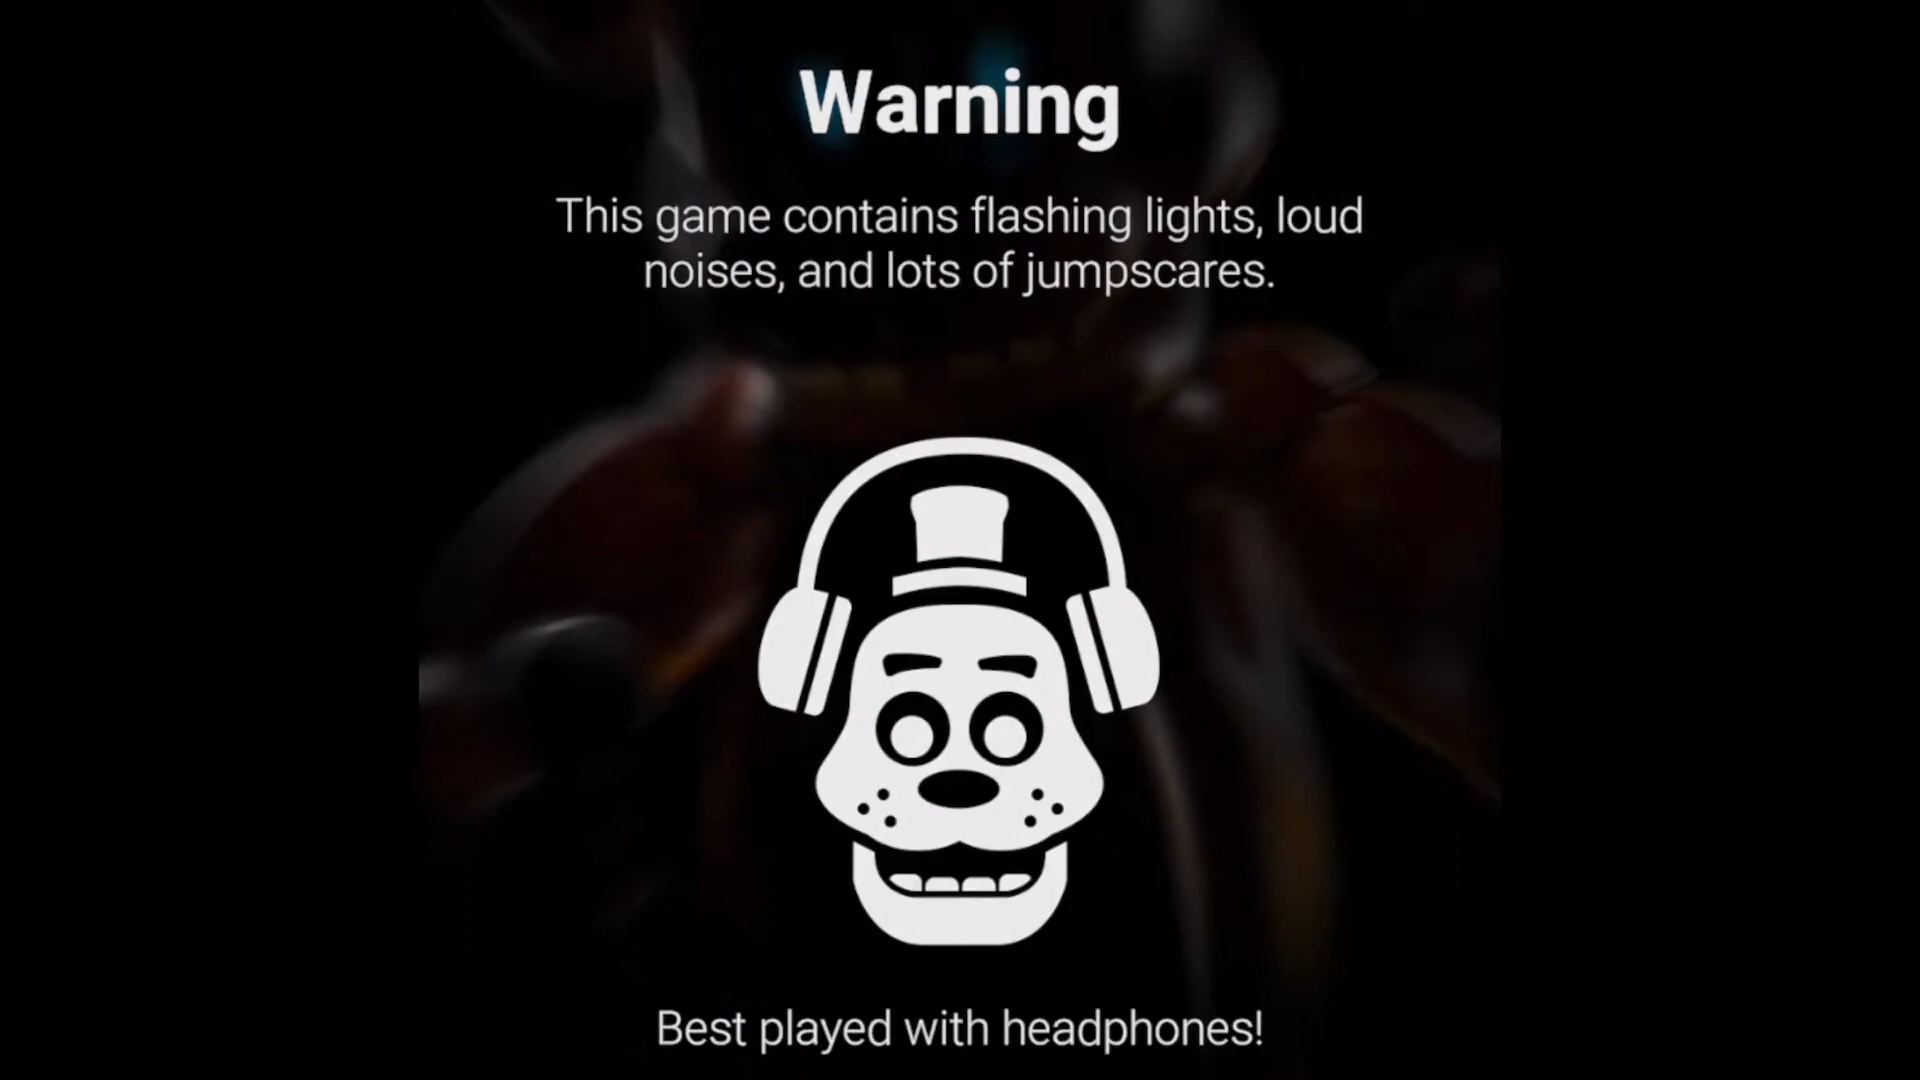 Warning
This game contains flashing lights, loud
noises, and lots of jumpscares.
Best played with headphones!